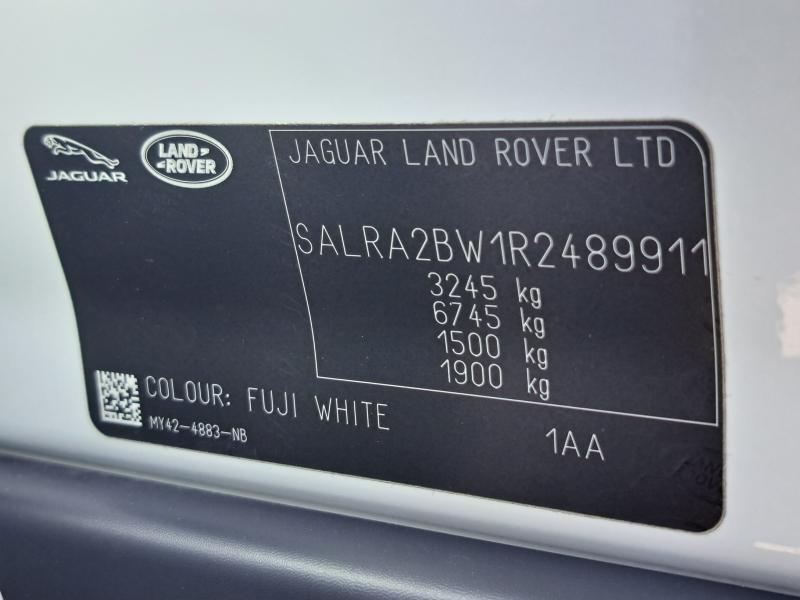 JAGUAR
LAND
ROVER
JAGUAR LAND ROVER LTD
SALRA2BW1R2489911
3245 kg
6745 kg
1500 kg
1900 kg
COLOUR: FUJI WHITE
MY42-4883-NB
1AA